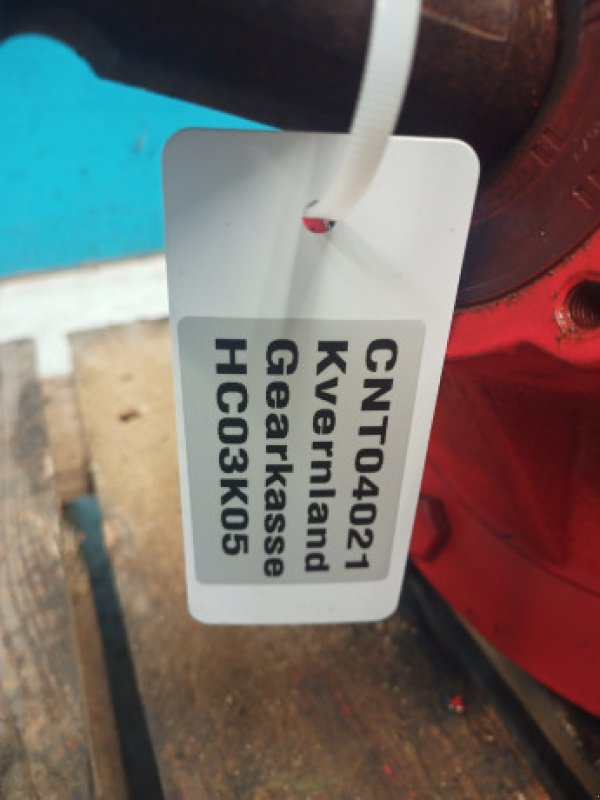 CNT04021
Kvernland
Gearkasse
HC03K05